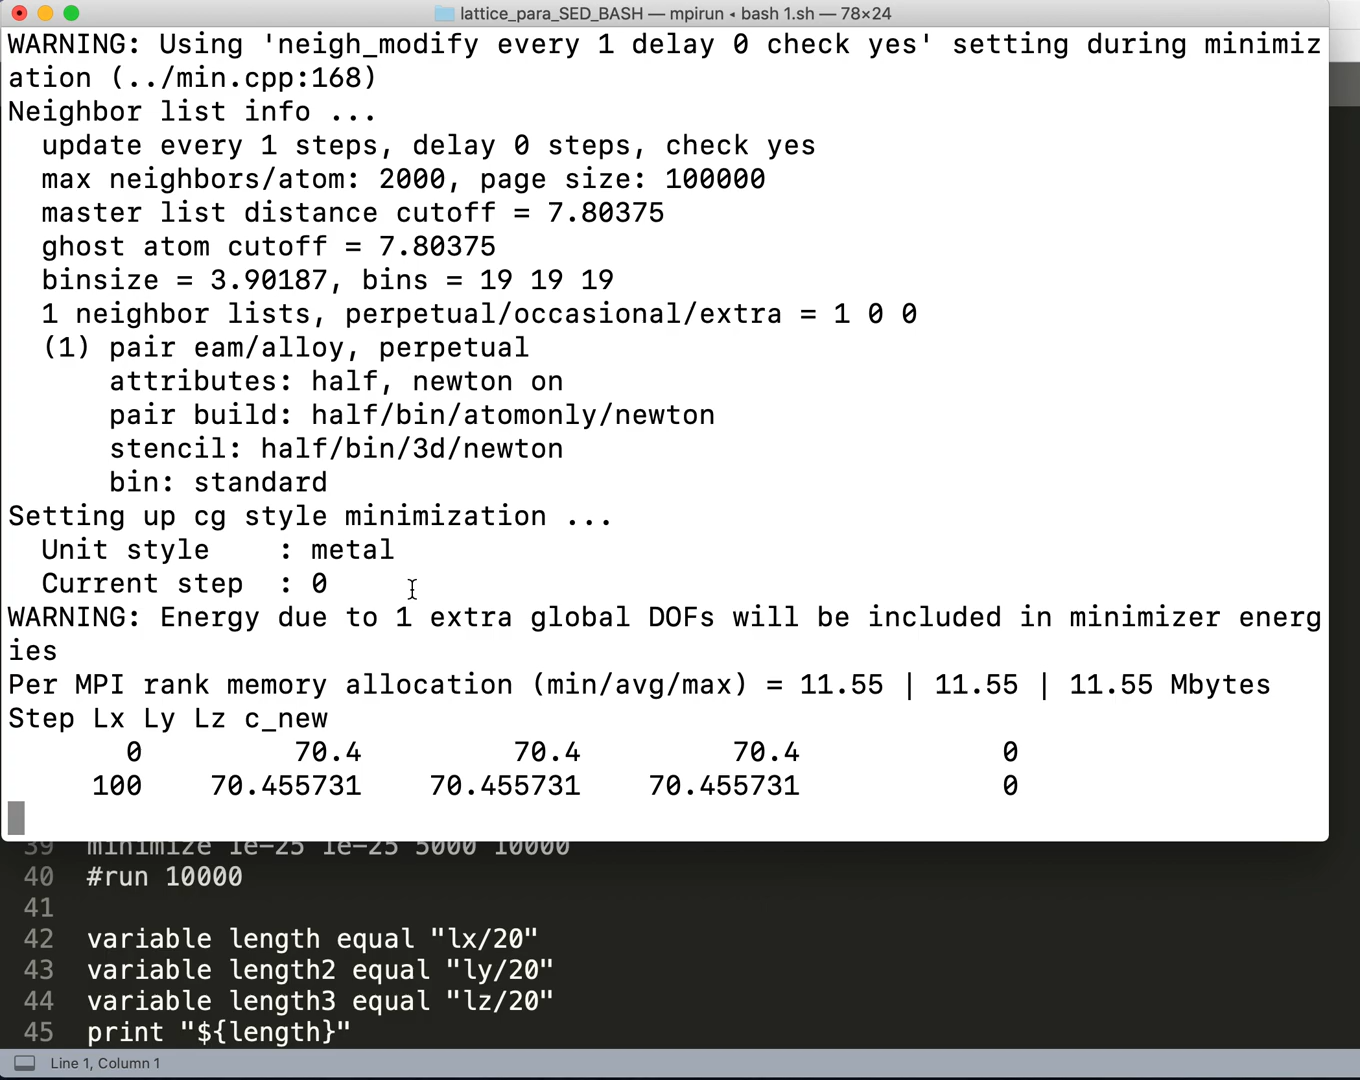 lattice_para_SED_BASH — mpirun ◂ bash 1.sh — 78×24
WARNING: Using 'neigh_modify every 1 delay 0 check yes' setting during minimiz
ation (../min.cpp:168)
Neighbor list info ...
  update every 1 steps, delay 0 steps, check yes
  max neighbors/atom: 2000, page size: 100000
  master list distance cutoff = 7.80375
  ghost atom cutoff = 7.80375
  binsize = 3.90187, bins = 19 19 19
  1 neighbor lists, perpetual/occasional/extra = 1 0 0
  (1) pair eam/alloy, perpetual
      attributes: half, newton on
      pair build: half/bin/atomonly/newton
      stencil: half/bin/3d/newton
      bin: standard
Setting up cg style minimization ...
  Unit style    : metal
  Current step  : 0
WARNING: Energy due to 1 extra global DOFs will be included in minimizer energ
ies
Per MPI rank memory allocation (min/avg/max) = 11.55 | 11.55 | 11.55 Mbytes
Step Lx Ly Lz c_new
       0         70.4         70.4         70.4            0
     100    70.455731    70.455731    70.455731            0
39 minimize 1e-25 1e-25 5000 10000
40 #run 10000
41
42 variable length equal "lx/20"
43 variable length2 equal "ly/20"
44 variable length3 equal "lz/20"
45 print "${length}"
Line 1, Column 1